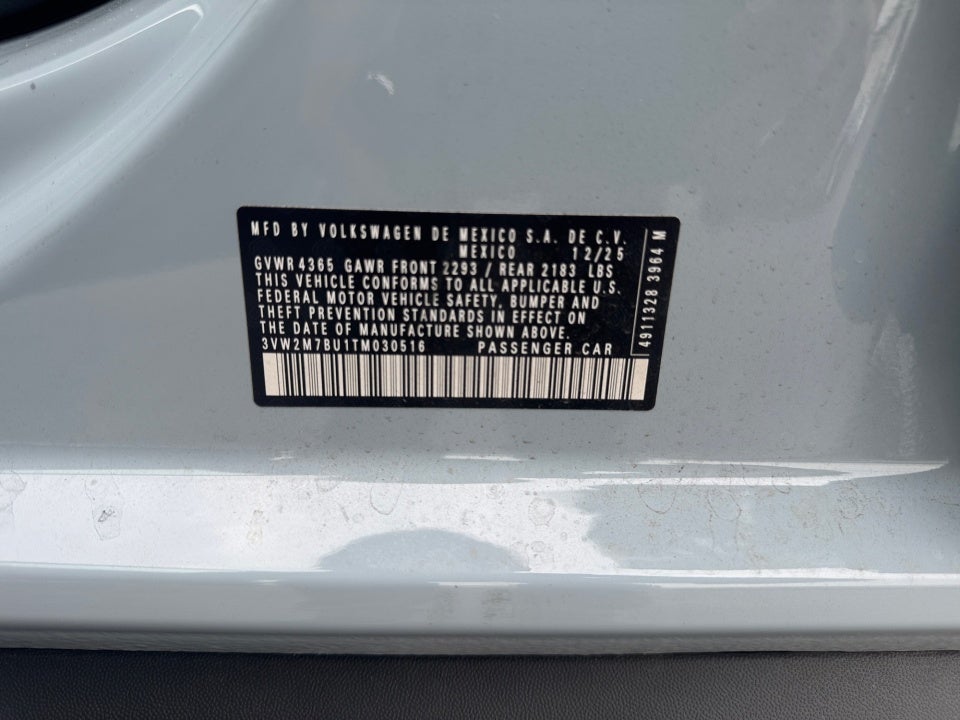 MFD BY VOLKSWAGEN DE MEXICO S.A. DE C.V.
MEXICO 12/25
GVWR 4365 GAWR FRONT 2293 / REAR 2183 LBS
THIS VEHICLE CONFORMS TO ALL APPLICABLE U.S.
FEDERAL MOTOR VEHICLE SAFETY, BUMPER AND
THEFT PREVENTION STANDARDS IN EFFECT ON
THE DATE OF MANUFACTURE SHOWN ABOVE.
3VW2M7BU1TM030516 PASSENGER CAR
4911328 3964 M